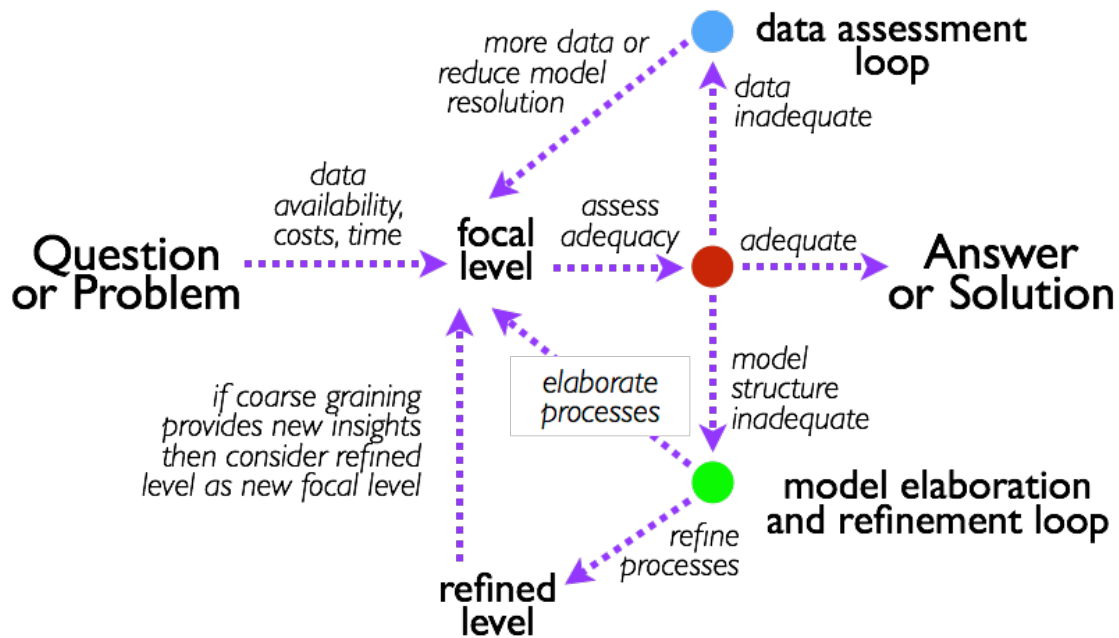 more data or
reduce model
resolution
data assessment
loop
data
inadequate
data
availability,
costs, time
Question
or Problem
focal
level
assess
adequacy
adequate
Answer
or Solution
if coarse graining
provides new insights
then consider refined
level as new focal level
elaborate
processes
model
structure
inadequate
model elaboration
and refinement loop
refine
processes
refined
level